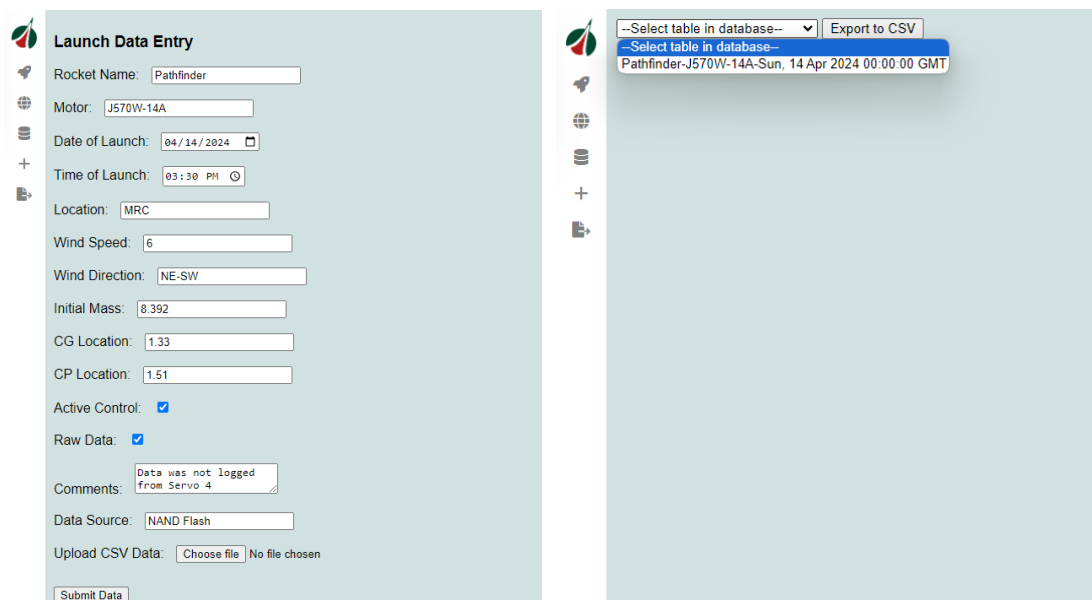 Launch Data Entry
Rocket Name: Pathfinder
Motor: J570W-14A
Date of Launch: 04/14/2024
Time of Launch: 03:30 PM
Location: MRC
Wind Speed: 6
Wind Direction: NE-SW
Initial Mass: 8.392
CG Location: 1.33
CP Location: 1.51
Active Control:
Raw Data:
Comments: Data was not logged
from Servo 4
Data Source: NAND Flash
Upload CSV Data: Choose file No file chosen
Submit Data
--Select table in database-- Export to CSV
--Select table in database--
Pathfinder-J570W-14A-Sun, 14 Apr 2024 00:00:00 GMT